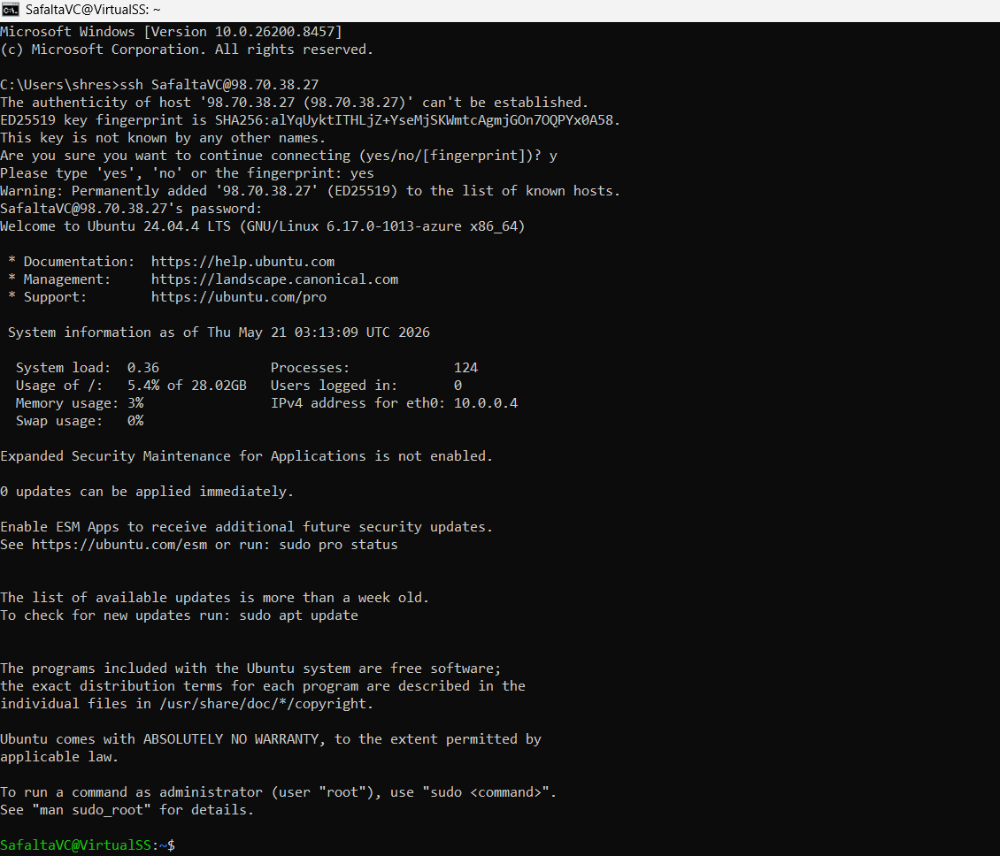 SafaltaVC@VirtualSS: ~
Microsoft Windows [Version 10.0.26200.8457]
(c) Microsoft Corporation. All rights reserved.
C:\Users\shres>ssh SafaltaVC@98.70.38.27
The authenticity of host '98.70.38.27 (98.70.38.27)' can't be established.
ED25519 key fingerprint is SHA256:alYqUyktITHLjZ+YseMjSKWmtcAgmjGOn7OQPYx0A58.
This key is not known by any other names.
Are you sure you want to continue connecting (yes/no/[fingerprint])? y
Please type 'yes', 'no' or the fingerprint: yes
Warning: Permanently added '98.70.38.27' (ED25519) to the list of known hosts.
SafaltaVC@98.70.38.27's password:
Welcome to Ubuntu 24.04.4 LTS (GNU/Linux 6.17.0-1013-azure x86_64)
* Documentation:  https://help.ubuntu.com
* Management:     https://landscape.canonical.com
* Support:        https://ubuntu.com/pro
System information as of Thu May 21 03:13:09 UTC 2026
System load:  0.36              Processes:             124
Usage of /:   5.4% of 28.02GB   Users logged in:       0
Memory usage: 3%                IPv4 address for eth0: 10.0.0.4
Swap usage:   0%
Expanded Security Maintenance for Applications is not enabled.
0 updates can be applied immediately.
Enable ESM Apps to receive additional future security updates.
See https://ubuntu.com/esm or run: sudo pro status
The list of available updates is more than a week old.
To check for new updates run: sudo apt update
The programs included with the Ubuntu system are free software;
the exact distribution terms for each program are described in the
individual files in /usr/share/doc/*/copyright.
Ubuntu comes with ABSOLUTELY NO WARRANTY, to the extent permitted by
applicable law.
To run a command as administrator (user "root"), use "sudo <command>".
See "man sudo_root" for details.
SafaltaVC@VirtualSS:~$